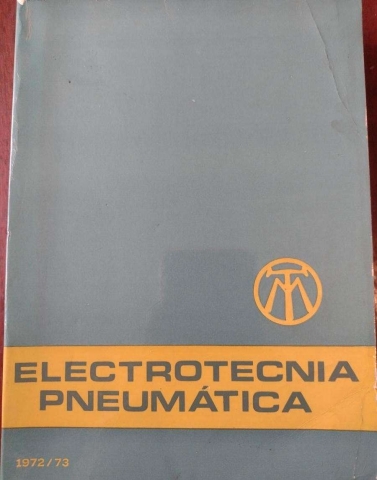 ELECTROTECNIA
PNEUMÁTICA
1972/73